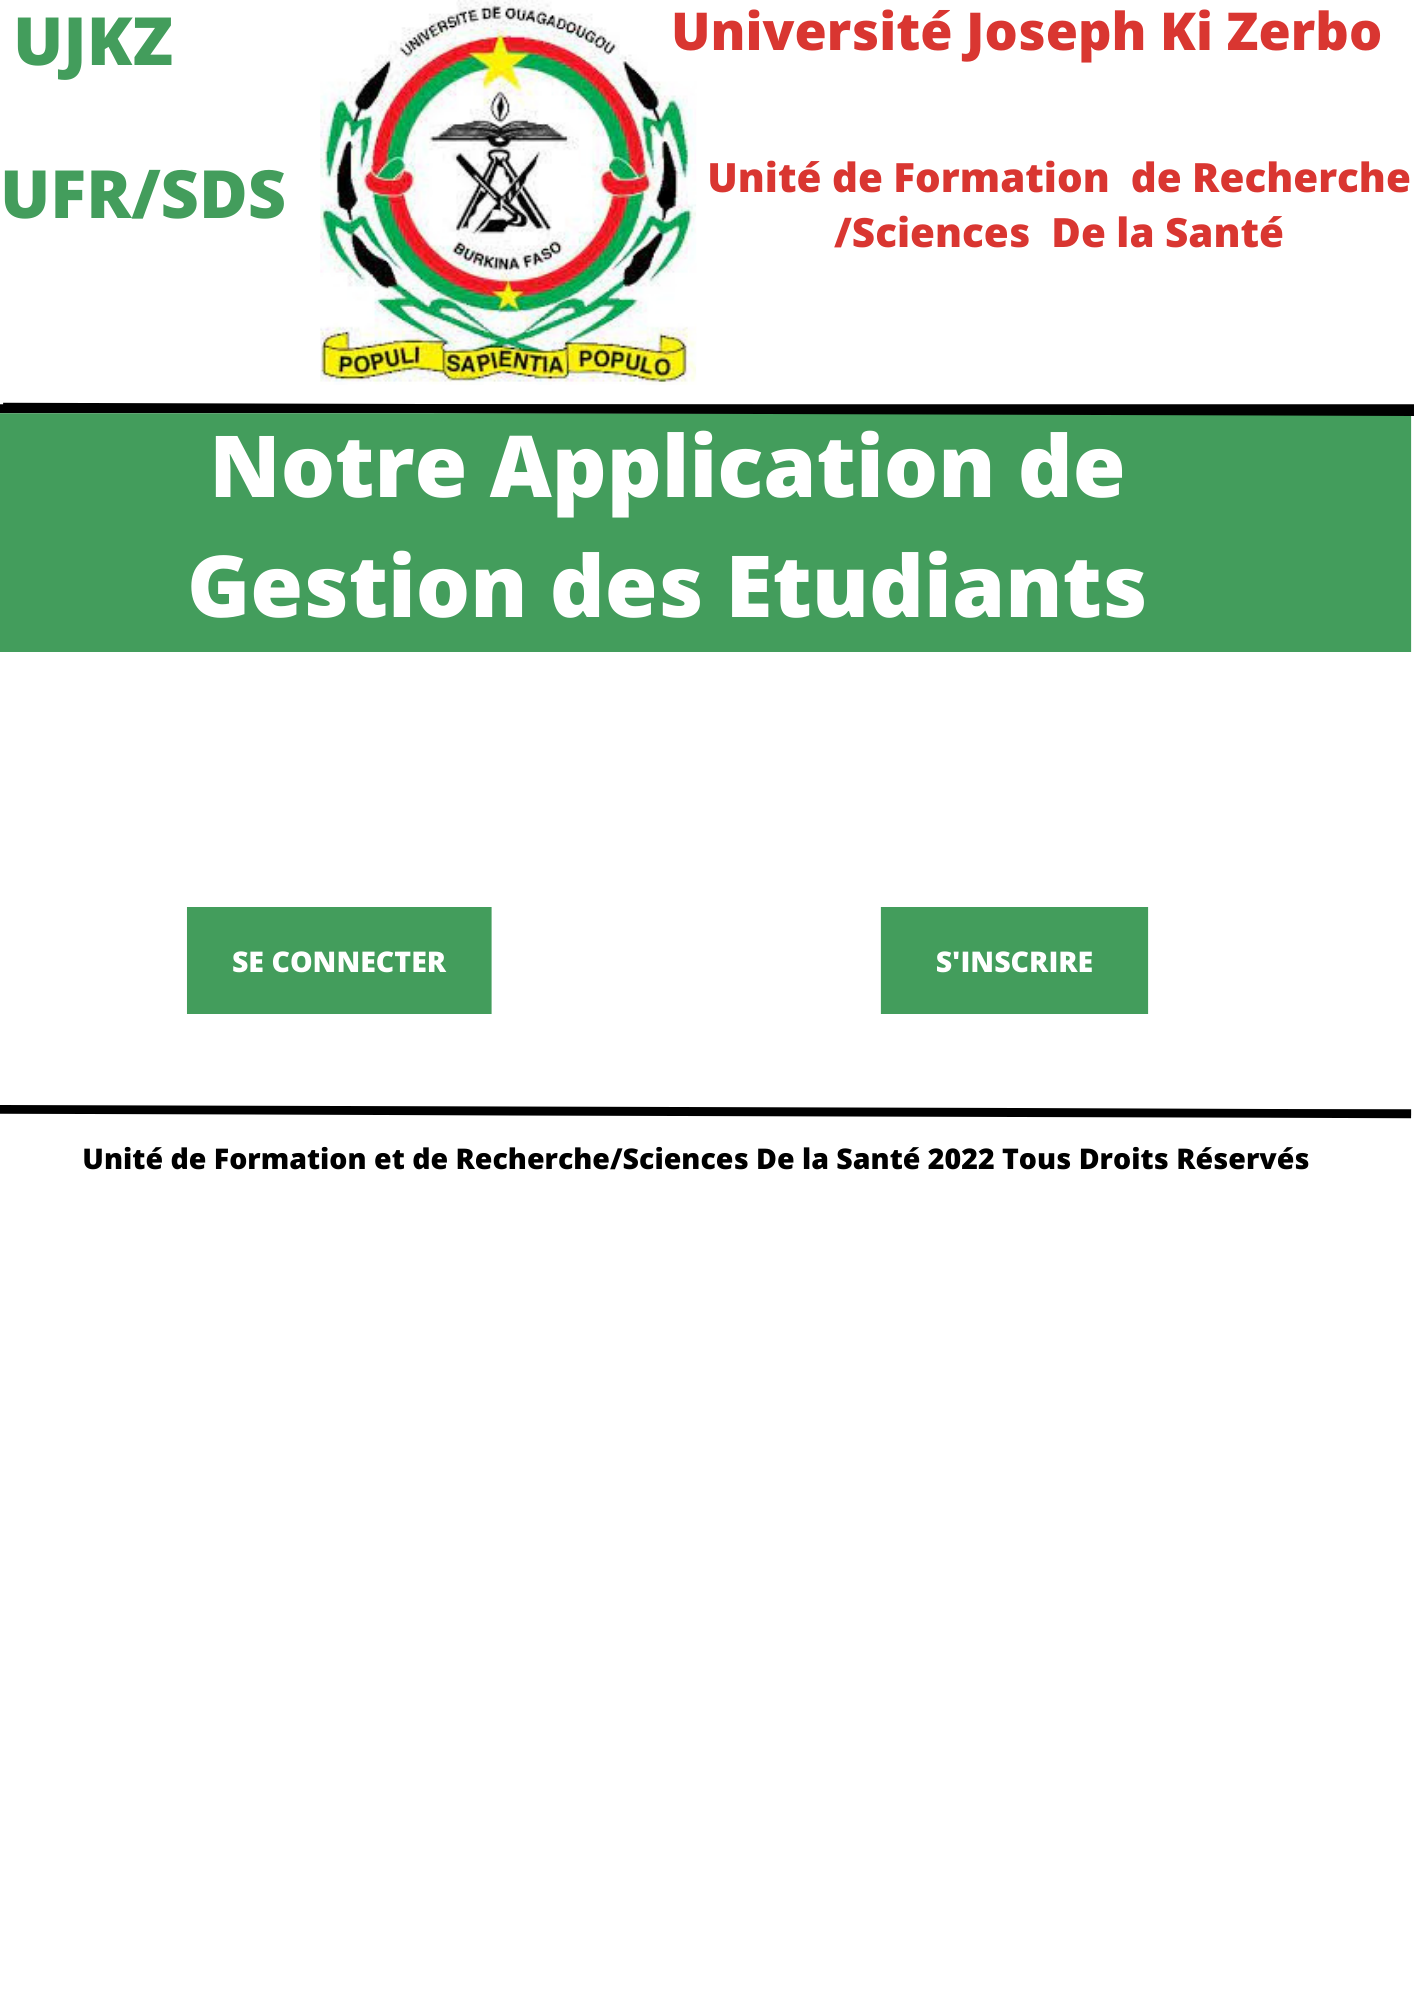 UJKZ
UNIVERSITE DE OUAGADOUGOU
Université Joseph Ki Zerbo
UFR/SDS
Unité de Formation  de Recherche
/Sciences  De la Santé
BURKINA FASO
POPULI SAPIENTIA POPULO
Notre Application de
Gestion des Etudiants
SE CONNECTER
S'INSCRIRE
Unité de Formation et de Recherche/Sciences De la Santé 2022 Tous Droits Réservés